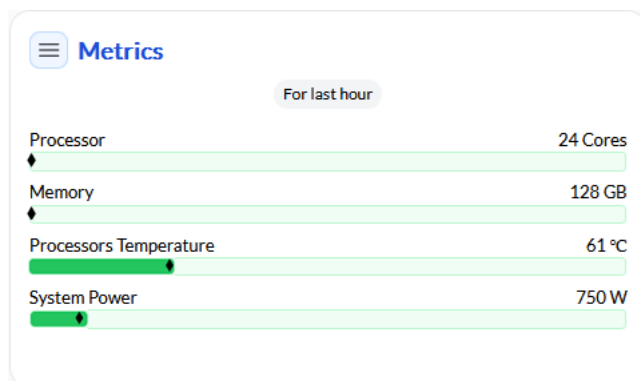 Metrics
For last hour
Processor 24 Cores
Memory 128 GB
Processors Temperature 61 °C
System Power 750 W